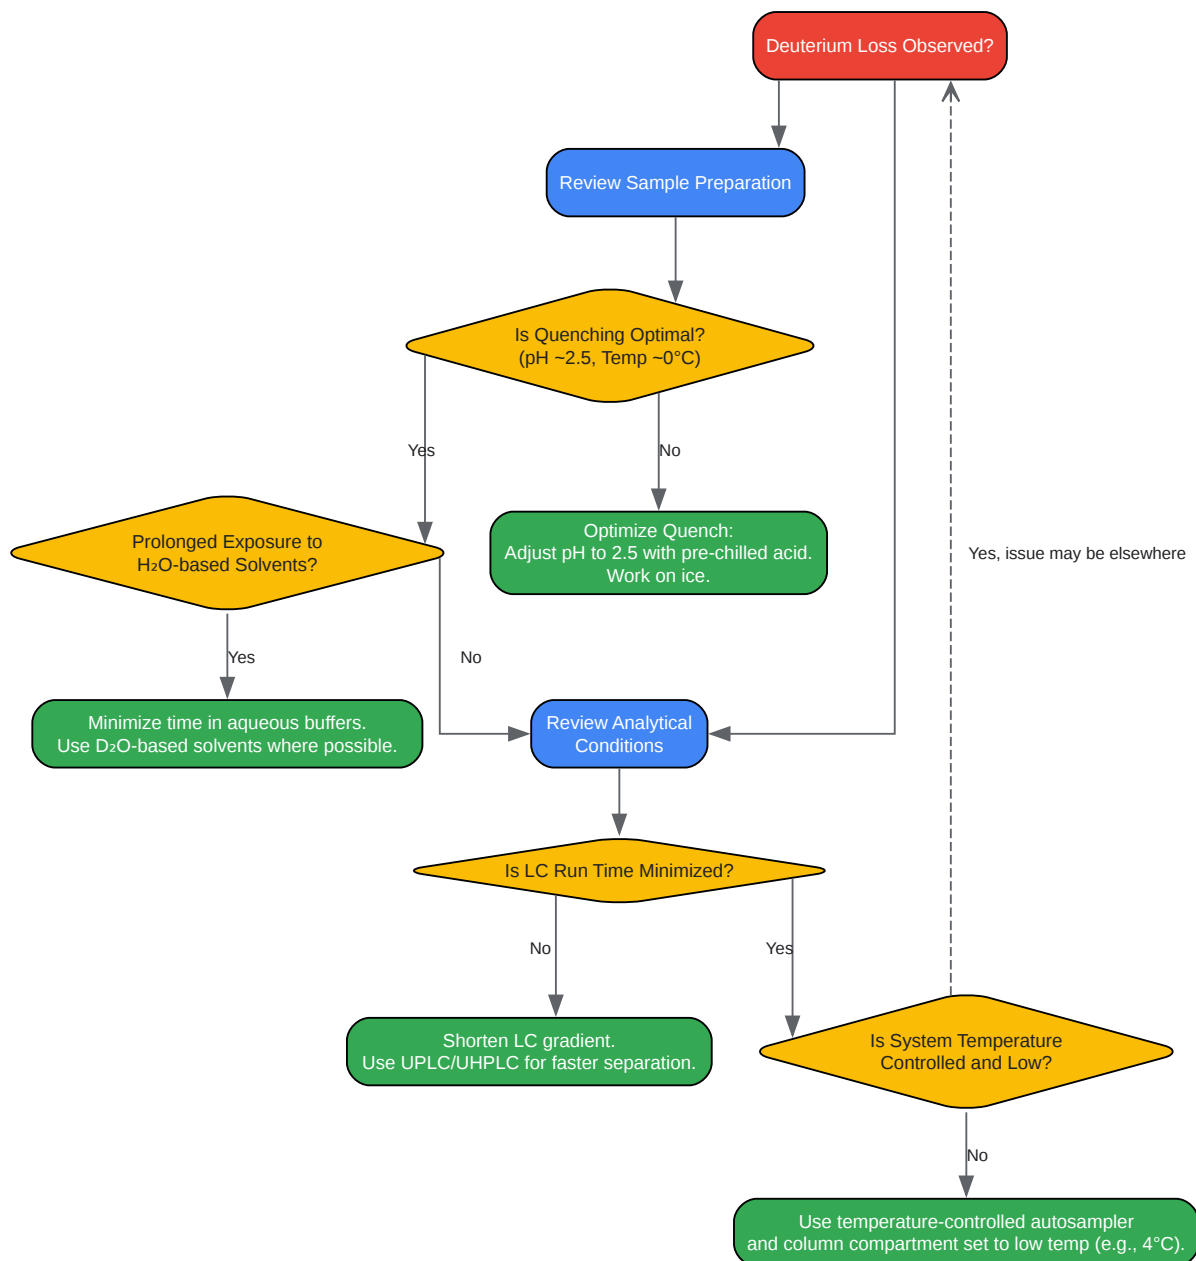 Deuterium Loss Observed?
Review Sample Preparation
Is Quenching Optimal?
(pH ~2.5, Temp ~0°C)
Yes
No
Prolonged Exposure to
H₂O-based Solvents?
Optimize Quench:
Adjust pH to 2.5 with pre-chilled acid.
Work on ice.
Yes, issue may be elsewhere
Yes
No
Minimize time in aqueous buffers.
Use D₂O-based solvents where possible.
Review Analytical
Conditions
Is LC Run Time Minimized?
No
Yes
Shorten LC gradient.
Use UPLC/UHPLC for faster separation.
Is System Temperature
Controlled and Low?
No
Use temperature-controlled autosampler
and column compartment set to low temp (e.g., 4°C).